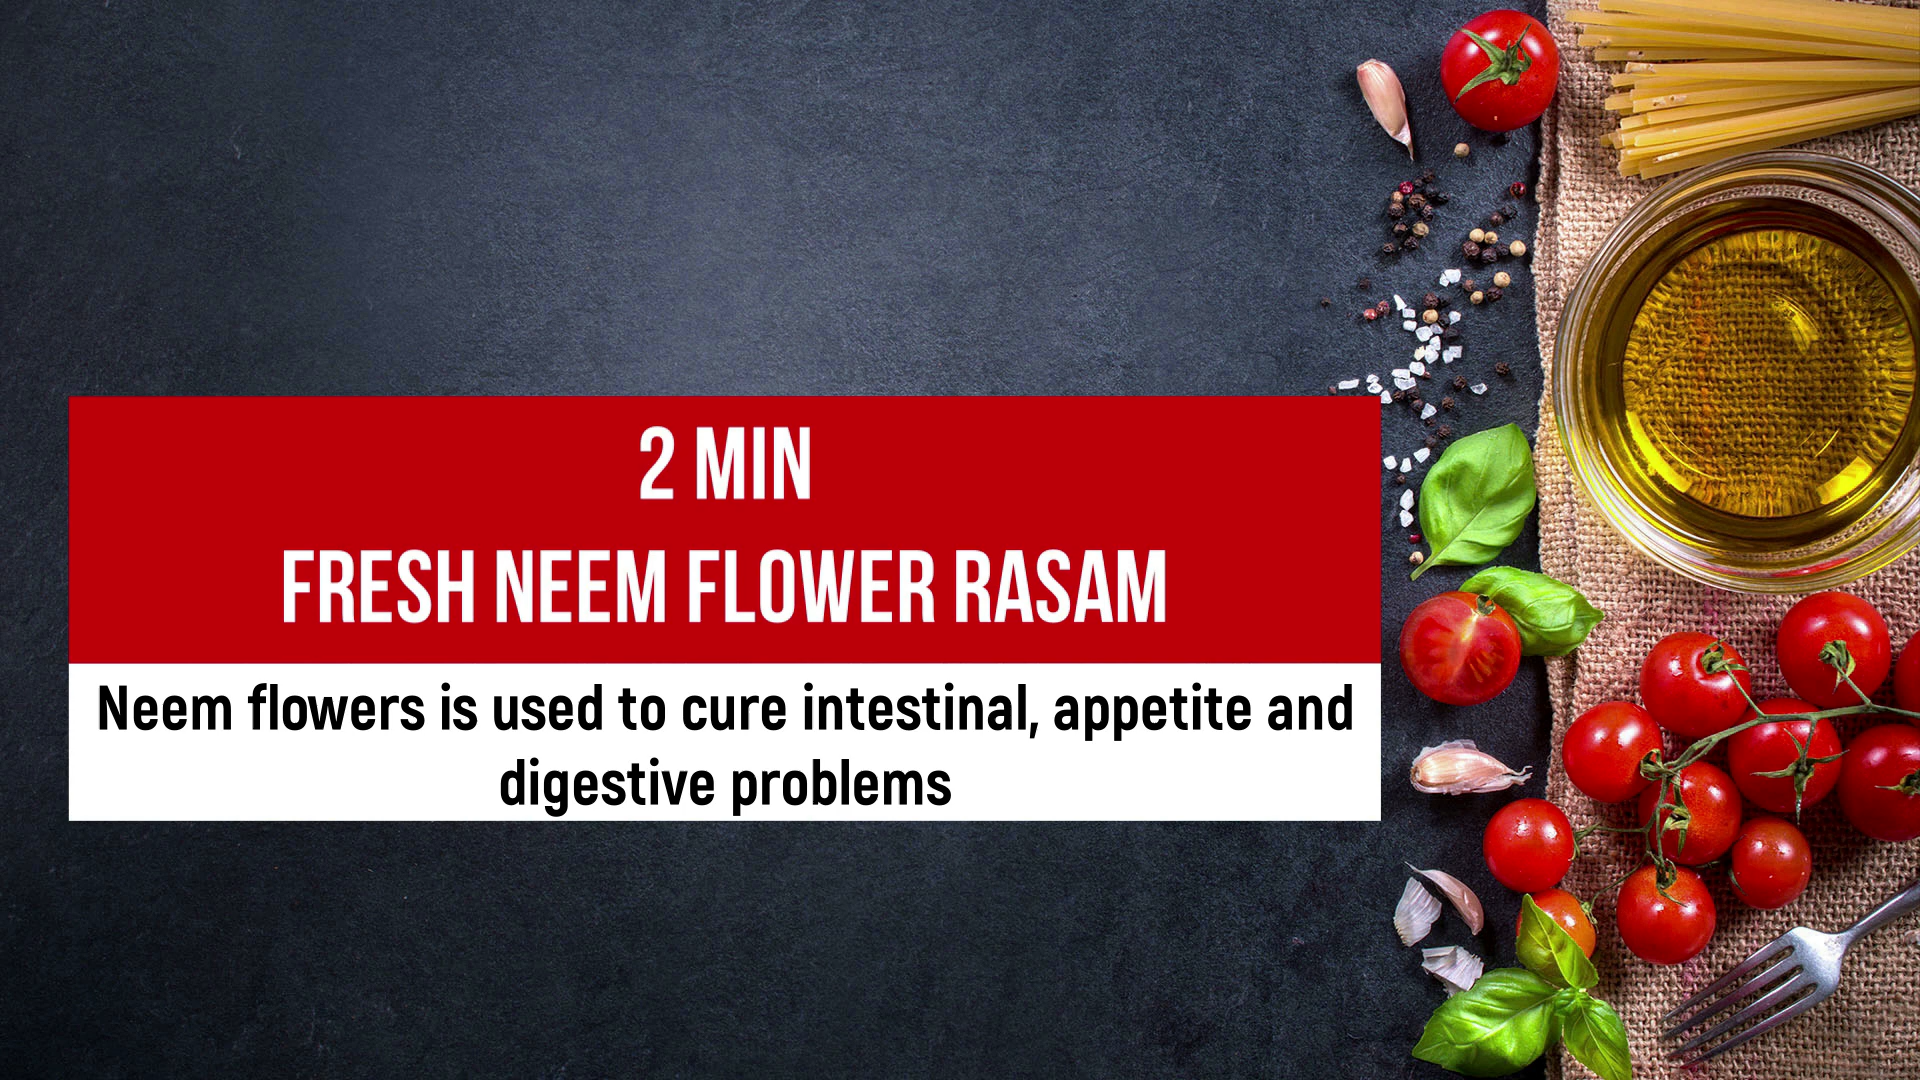 2 MIN
FRESH NEEM FLOWER RASAM
Neem flowers is used to cure intestinal, appetite and
digestive problems